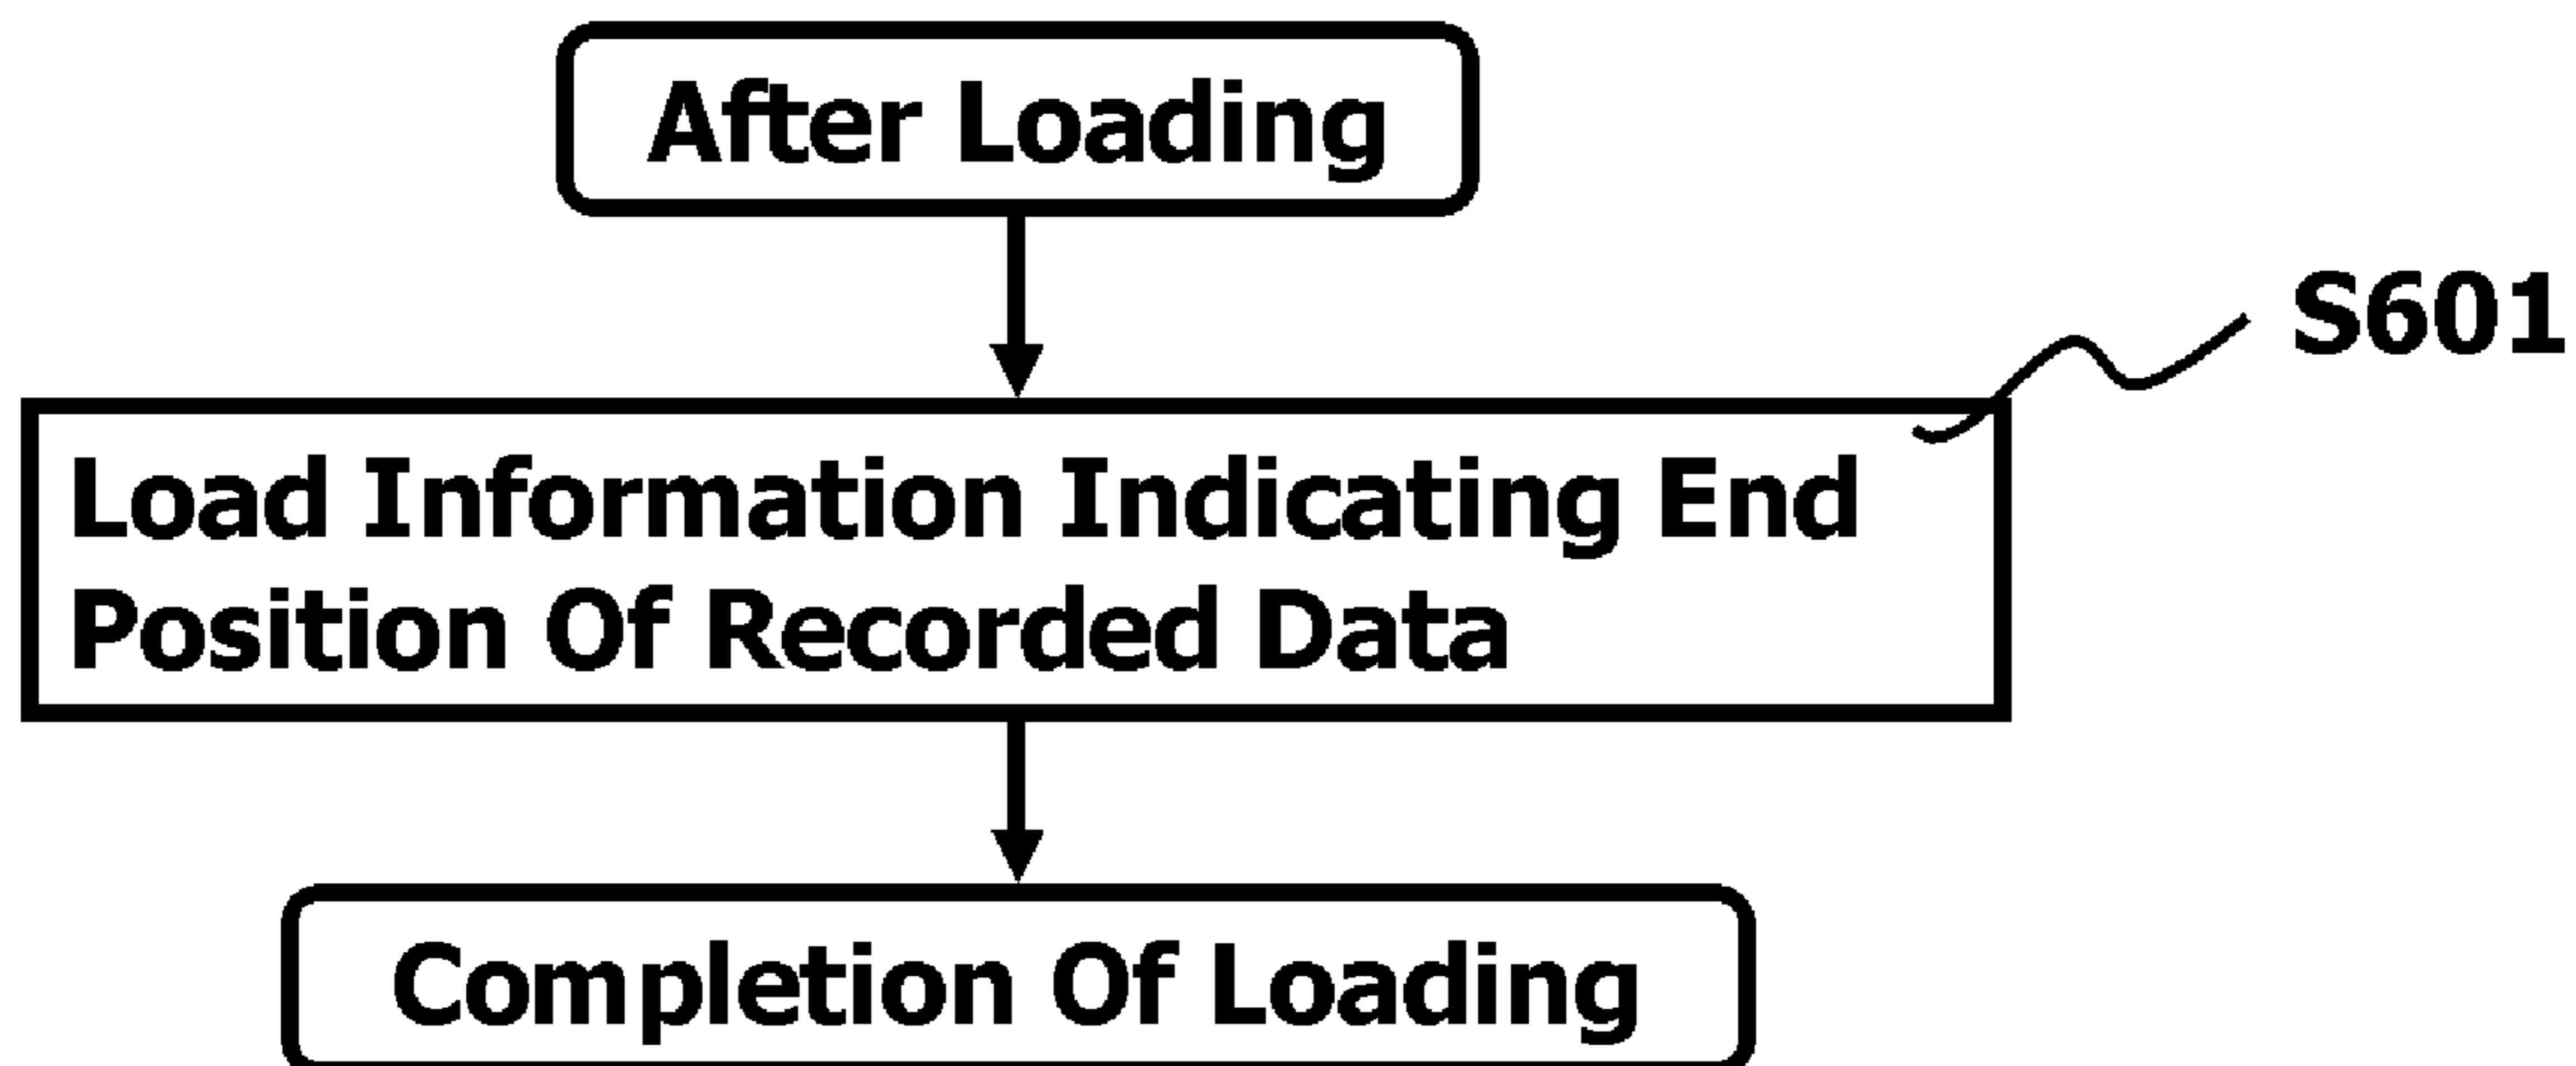 After Loading
S601
Load Information Indicating End
Position Of Recorded Data
Completion Of Loading